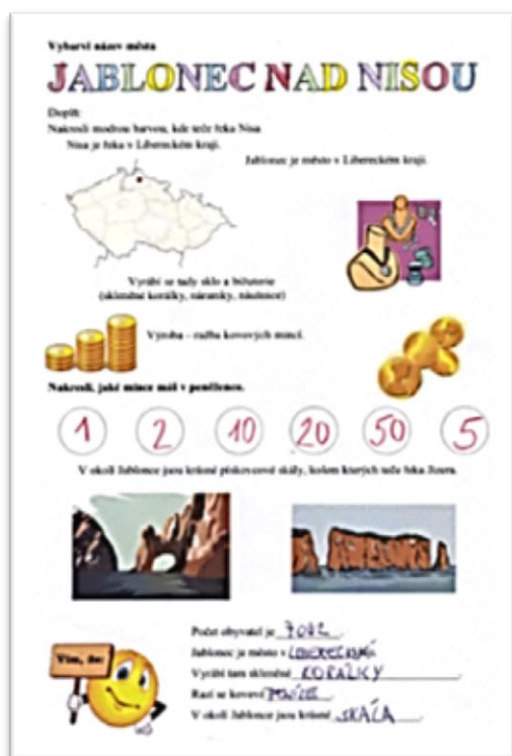 Vybarvi název města
JABLONEC NAD NISOU
Doplň:
Nakresli modrou barvou, kde teče řeka Nisa
Nisa je řeka v Libereckém kraji.
Jablonec je město v Libereckém kraji.
Vyrábí se tady sklo a bižuterie
(skleněné korálky, náramky, náušnice)
Výroba – ražba kovových mincí.
Nakresli, jaké mince máš v peněžence.
1 2 10 20 50 5
V okolí Jablonce jsou krásné pískovcové skály, kolem kterých teče řeka Jizera.
Počet obyvatel je
Jablonec je město v
Vyrábí tam skleněné KORÁLKY
Razí se kovové
V okolí Jablonce jsou krásné SKÁLA
Vím, že: